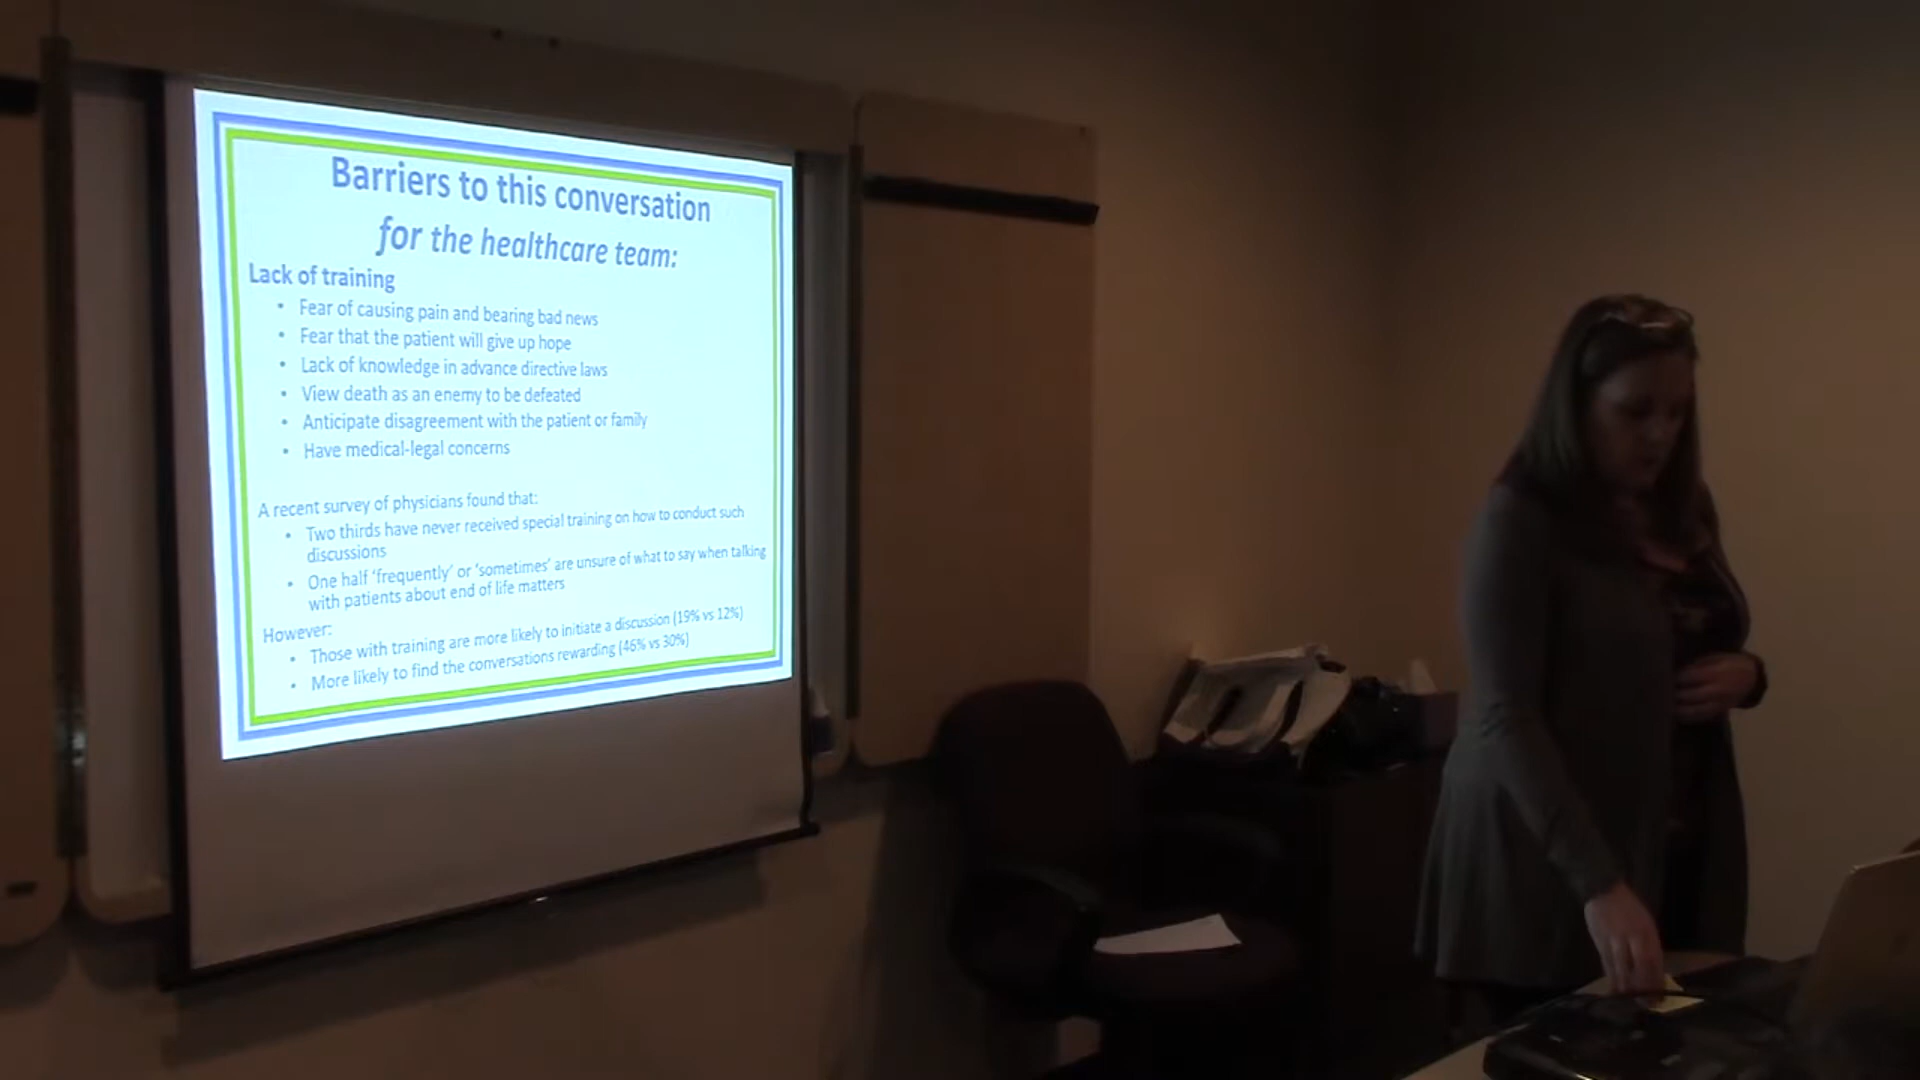 Barriers to this conversation
for the healthcare team:
Lack of training
• Fear of causing pain and bearing bad news
• Fear that the patient will give up hope
• Lack of knowledge in advance directive laws
• View death as an enemy to be defeated
• Anticipate disagreement with the patient or family
• Have medical-legal concerns
A recent survey of physicians found that:
• Two thirds have never received special training on how to conduct such
discussions
• One half ‘frequently’ or ‘sometimes’ are unsure of what to say when talking
with patients about end of life matters
However:
• Those with training are more likely to initiate a discussion (19% vs 12%)
• More likely to find the conversations rewarding (46% vs 30%)